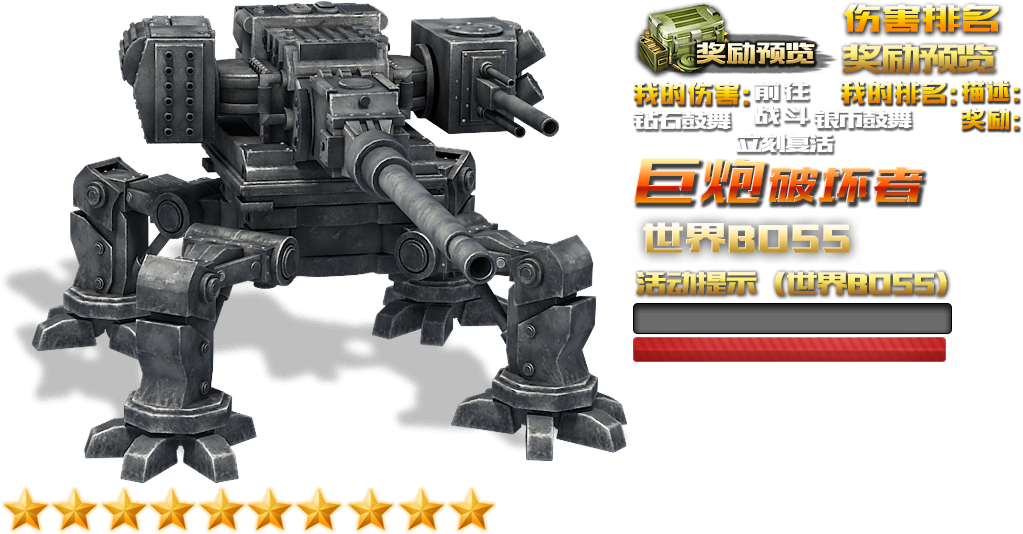 伤害排名
奖励预览 奖励预览
我的伤害: 前往 我的排名: 描述:
钻石鼓舞 战斗 银币鼓舞 奖励:
立刻复活
巨炮破坏者
世界BOSS
活动提示（世界BOSS）